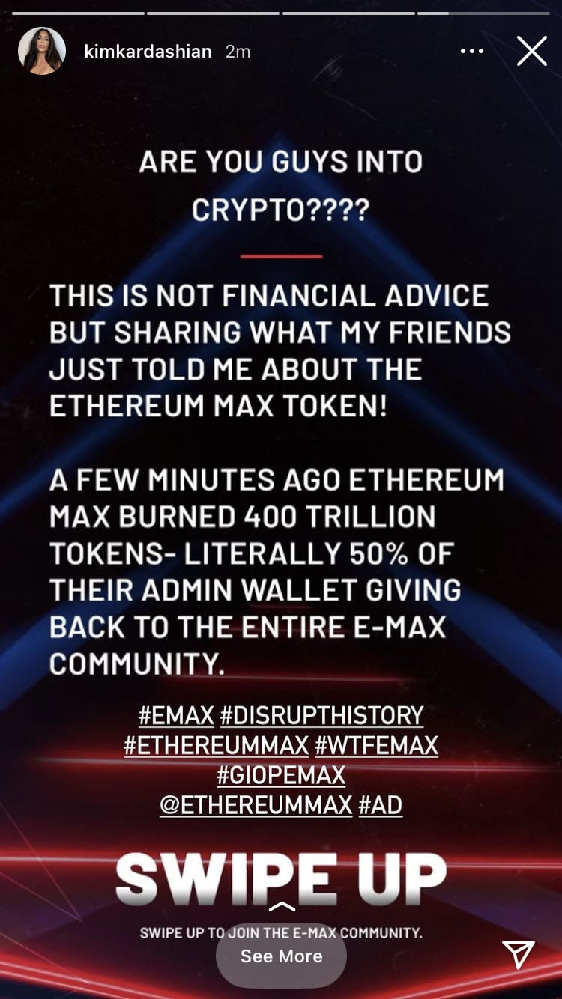 kimkardashian 2m
ARE YOU GUYS INTO
CRYPTO????
THIS IS NOT FINANCIAL ADVICE
BUT SHARING WHAT MY FRIENDS
JUST TOLD ME ABOUT THE
ETHEREUM MAX TOKEN!
A FEW MINUTES AGO ETHEREUM
MAX BURNED 400 TRILLION
TOKENS- LITERALLY 50% OF
THEIR ADMIN WALLET GIVING
BACK TO THE ENTIRE E-MAX
COMMUNITY.
#EMAX #DISRUPTHISTORY
#ETHEREUMMAX #WTFEMAX
#GIOPEMAX
@ETHEREUMMAX #AD
SWIPE UP
SWIPE UP TO JOIN THE E-MAX COMMUNITY.
See More